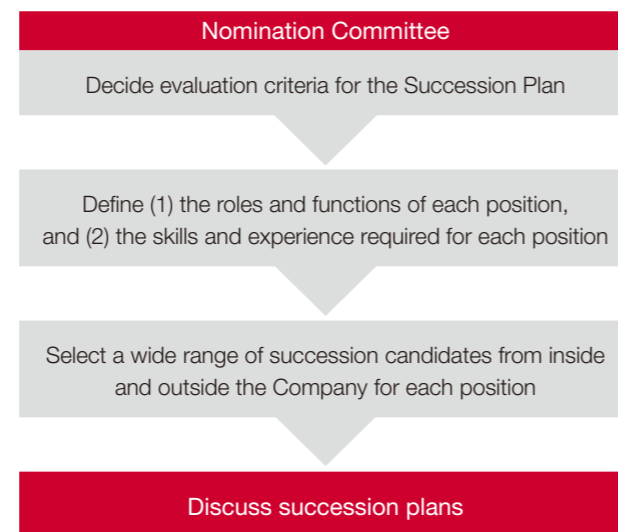 Nomination Committee
Decide evaluation criteria for the Succession Plan
Define (1) the roles and functions of each position,
and (2) the skills and experience required for each position
Select a wide range of succession candidates from inside
and outside the Company for each position
Discuss succession plans